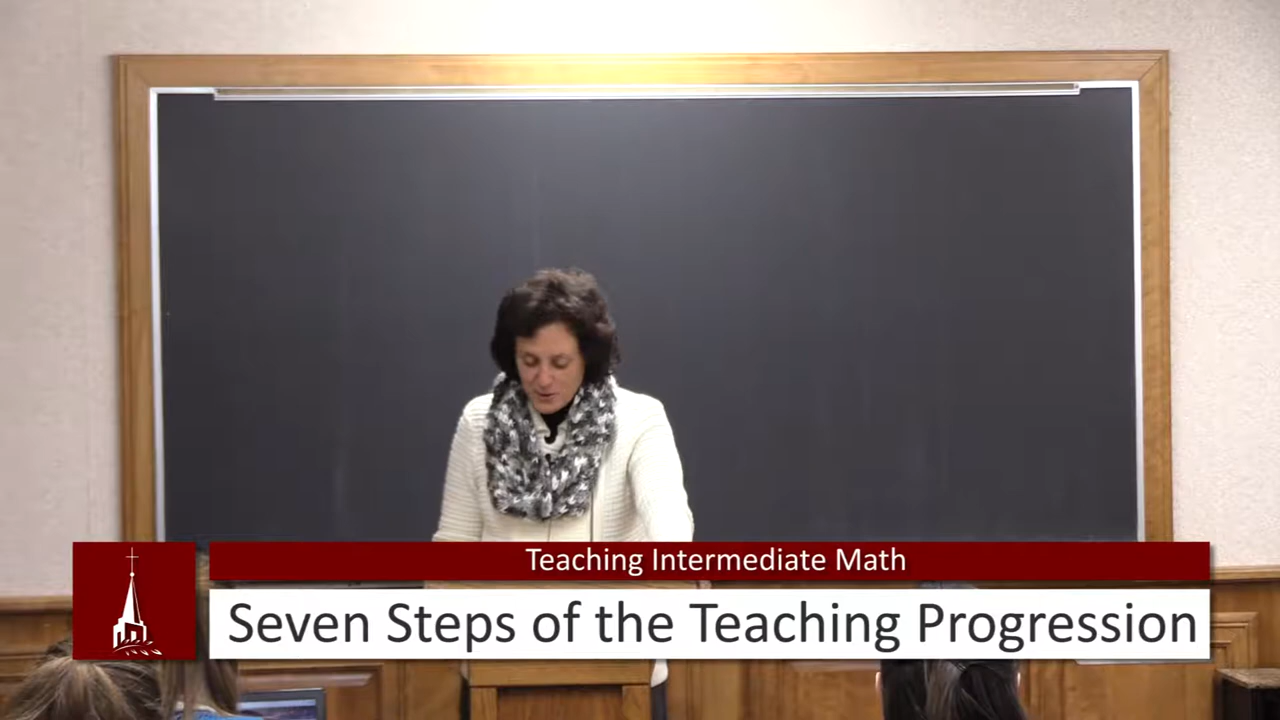 Teaching Intermediate Math
Seven Steps of the Teaching Progression